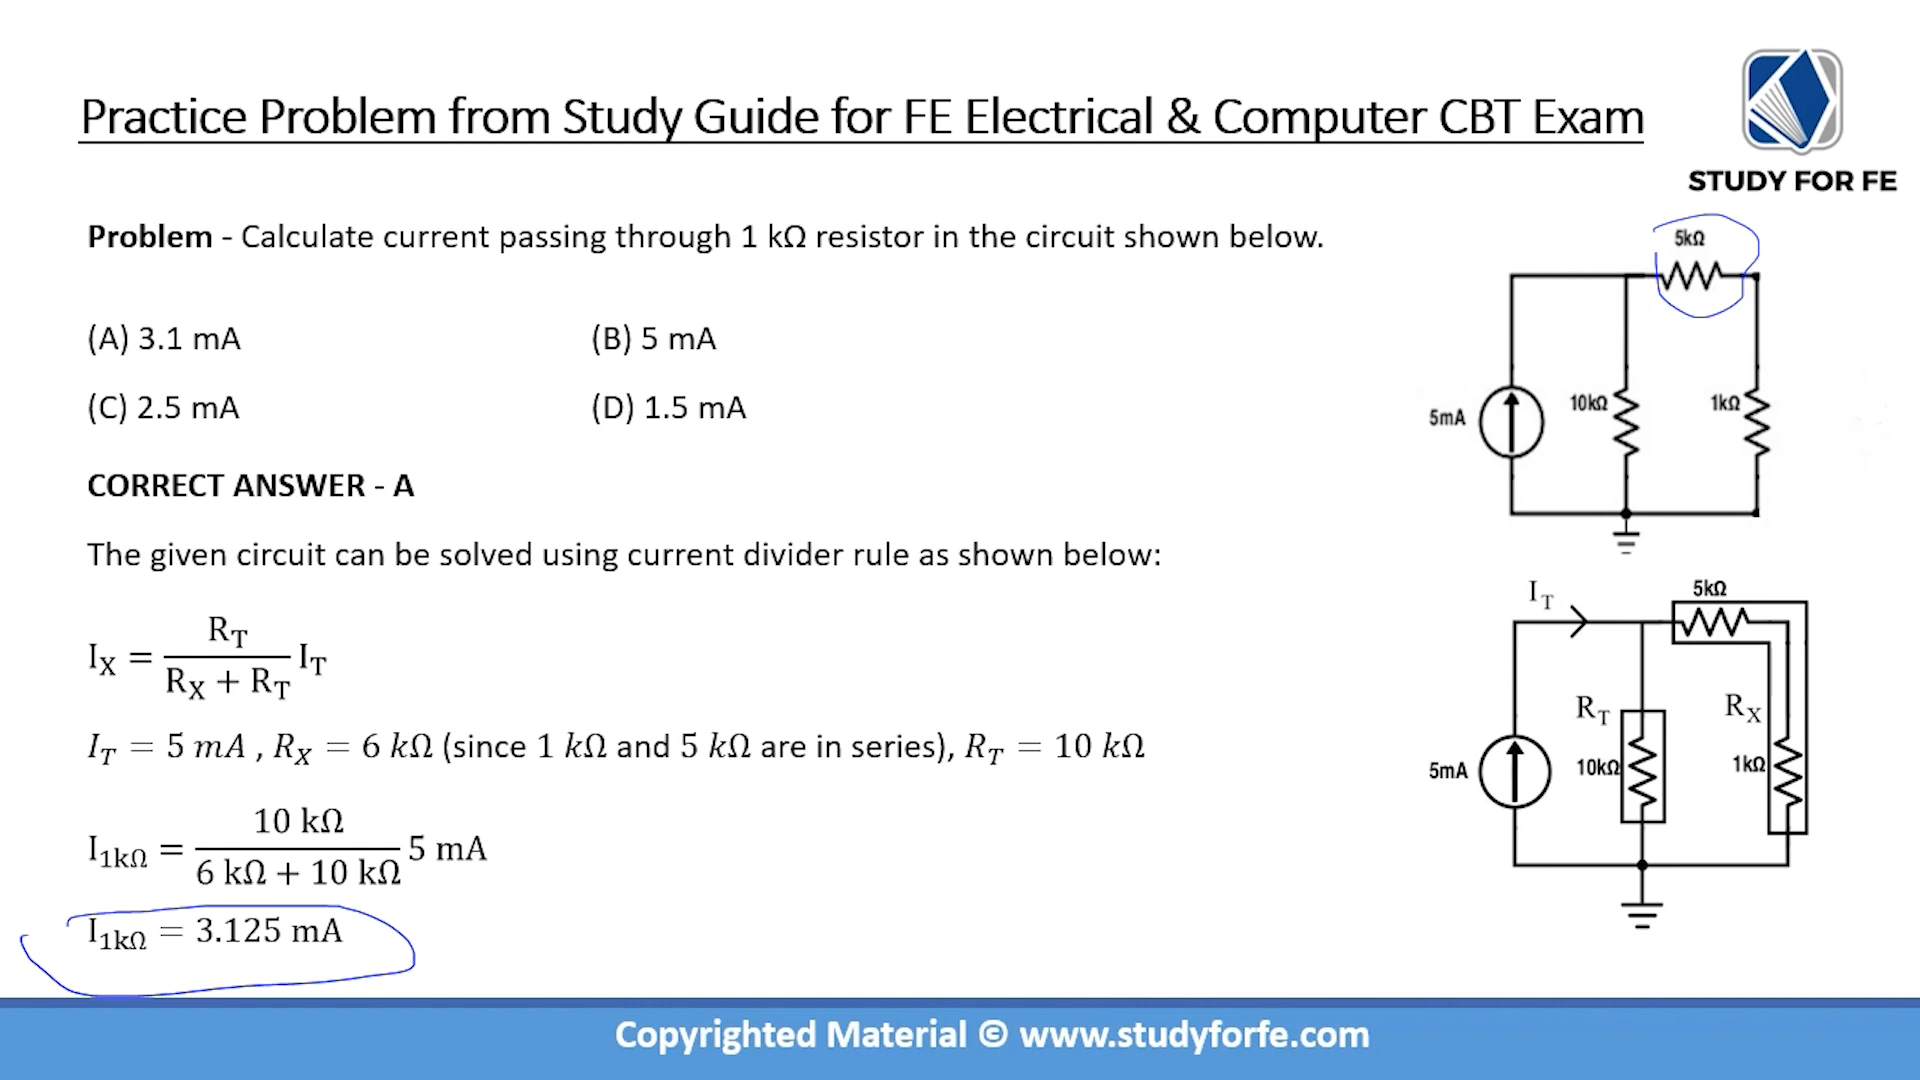 Practice Problem from Study Guide for FE Electrical & Computer CBT Exam
STUDY FOR FE
Problem - Calculate current passing through 1 kΩ resistor in the circuit shown below.
(A) 3.1 mA
(B) 5 mA
(C) 2.5 mA
(D) 1.5 mA
CORRECT ANSWER - A
The given circuit can be solved using current divider rule as shown below:
I_X = R_T / (R_X + R_T) I_T
I_T = 5 mA , R_X = 6 kΩ (since 1 kΩ and 5 kΩ are in series), R_T = 10 kΩ
I_1kΩ = 10 kΩ / (6 kΩ + 10 kΩ) 5 mA
I_1kΩ = 3.125 mA
5kΩ
5mA
10kΩ
1kΩ
I_T
5kΩ
R_T
R_X
5mA
10kΩ
1kΩ
Copyrighted Material © www.studyforfe.com